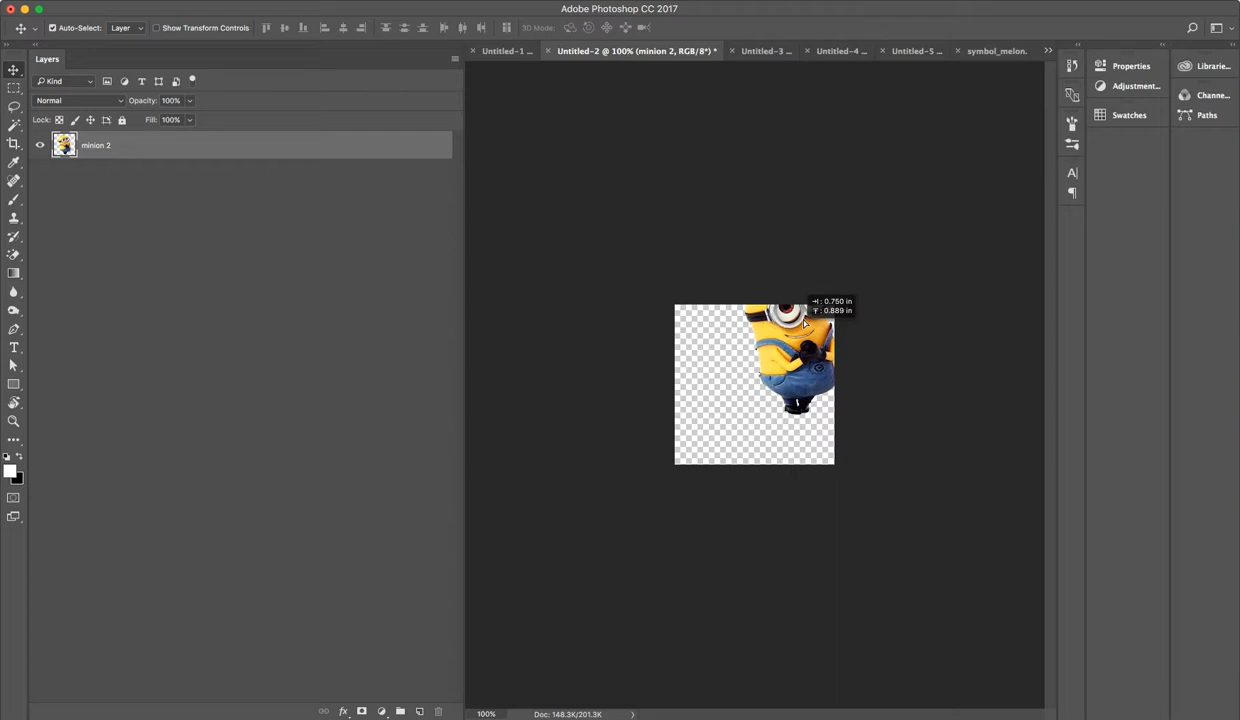 Adobe Photoshop CC 2017
Auto-Select: Layer Show Transform Controls 3D Mode:
Layers
Untitled-1 ... Untitled-2 @ 100% (minion 2, RGB/8*) * Untitled-3 ... Untitled-4 ... Untitled-5 ... symbol_melon.
Kind
Normal Opacity: 100%
Lock: Fill: 100%
minion 2
Properties
Adjustment...
Swatches
Librarie...
Channe...
Paths
: 0.750 in
: 0.889 in
100% Doc: 148.3K/201.3K